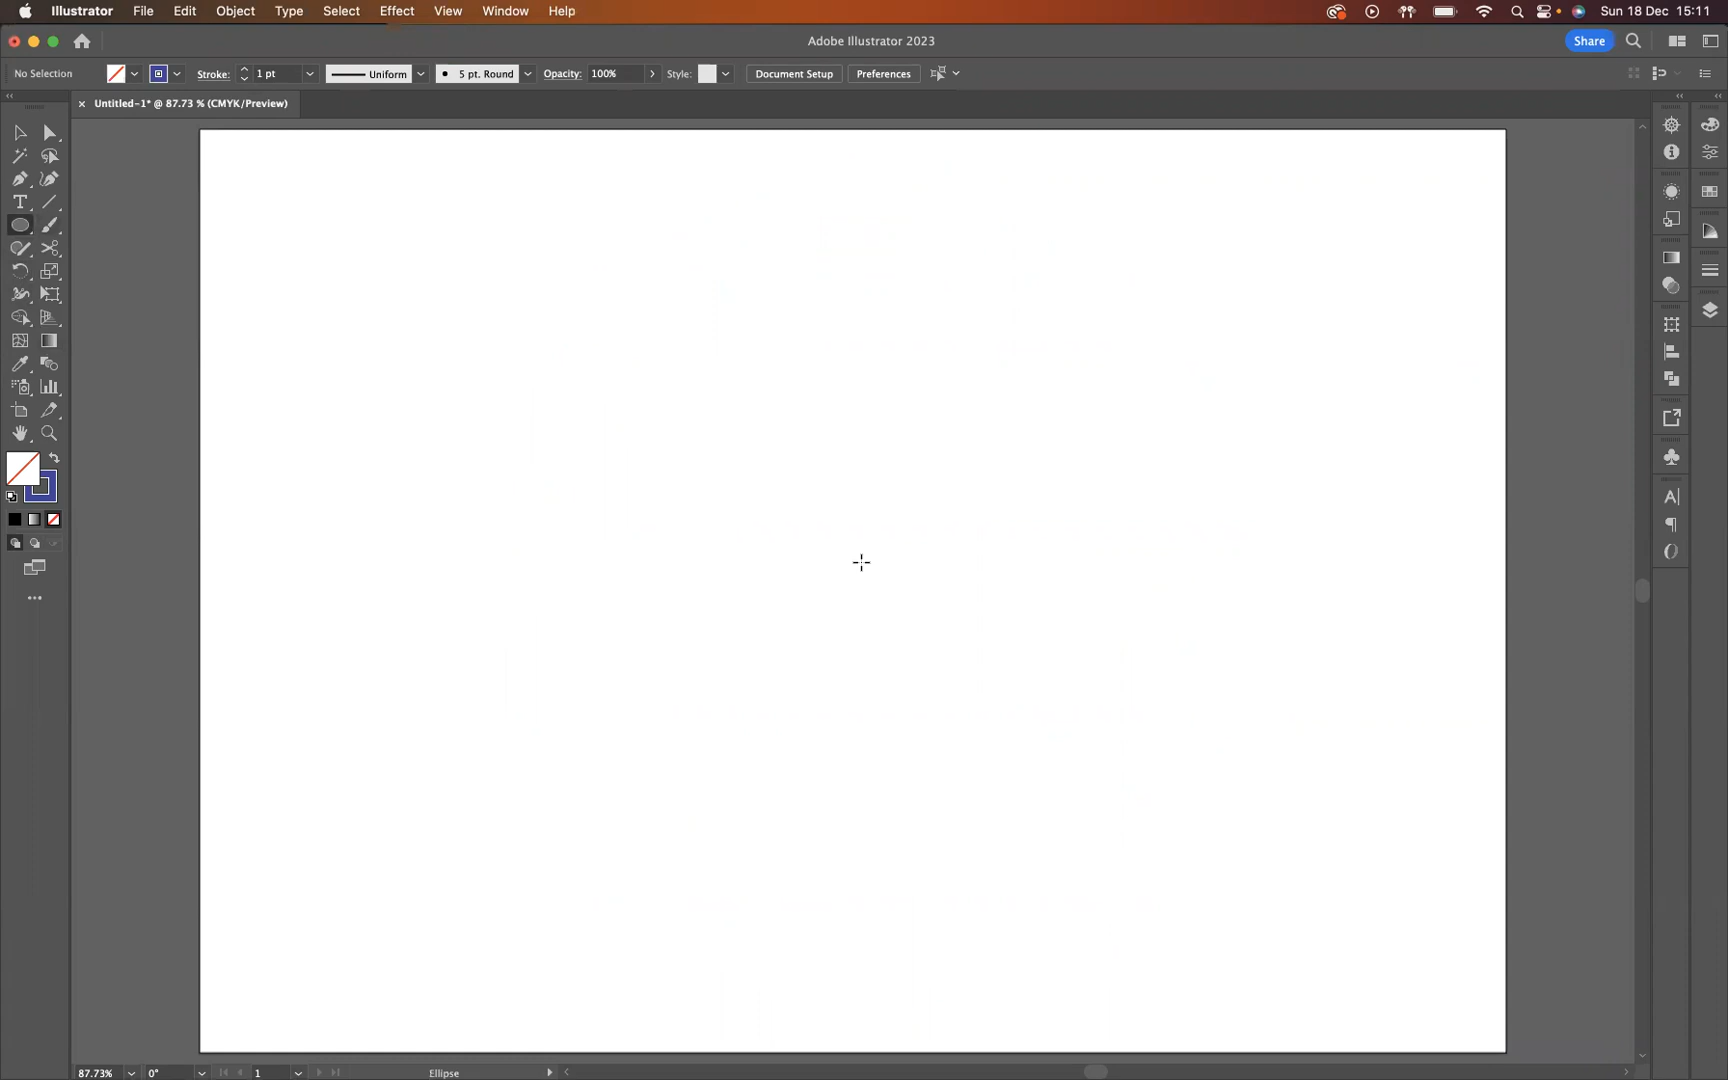 Illustrator File Edit Object Type Select Effect View Window Help Sun 18 Dec 15:11
Adobe Illustrator 2023 Share
No Selection Stroke: 1 pt Uniform 5 pt. Round Opacity: 100% Style: Document Setup Preferences
Untitled-1* @ 87.73 % (CMYK/Preview)
87.73% 0° 1 Ellipse